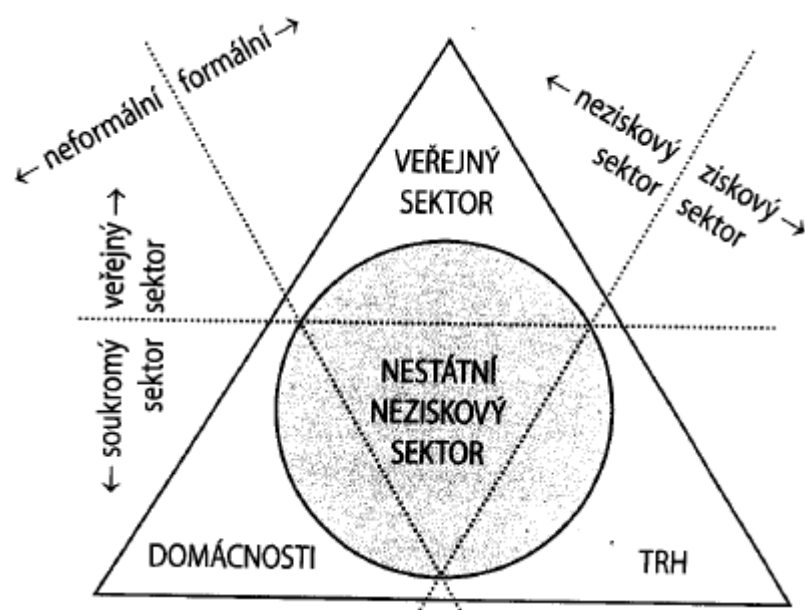 ← neformální formální →
← neziskový
sektor
ziskový →
sektor
VEŘEJNÝ
SEKTOR
veřejný →
sektor
← soukromý
sektor
NESTÁTNÍ
NEZISKOVÝ
SEKTOR
DOMÁCNOSTI
TRH